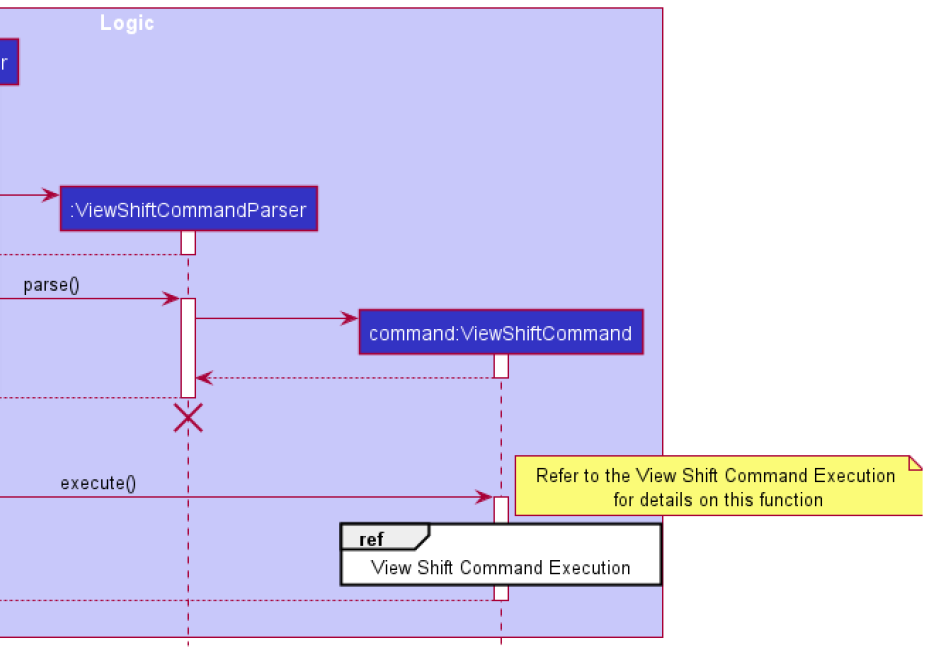 Logic
r
:ViewShiftCommandParser
parse()
command:ViewShiftCommand
Refer to the View Shift Command Execution
for details on this function
execute()
ref
View Shift Command Execution